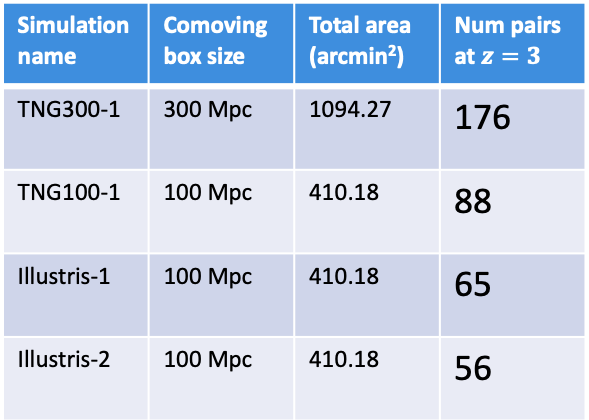 Simulation name | Comoving box size | Total area (arcmin²) | Num pairs at z = 3
TNG300-1 | 300 Mpc | 1094.27 | 176
TNG100-1 | 100 Mpc | 410.18 | 88
Illustris-1 | 100 Mpc | 410.18 | 65
Illustris-2 | 100 Mpc | 410.18 | 56